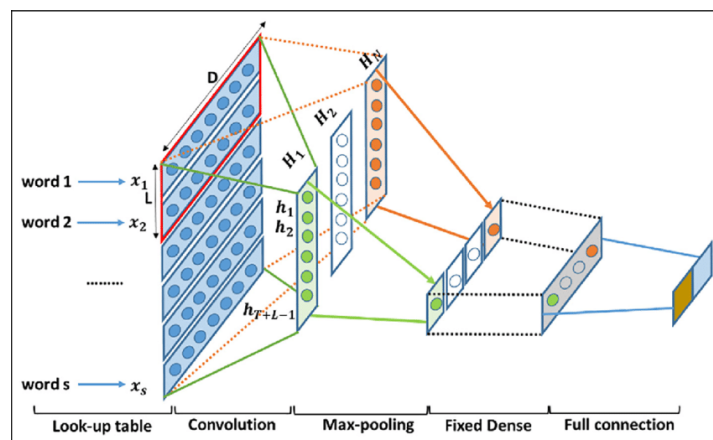 D
H_N
H_2
H_1
word 1
x_1
L
word 2
x_2
h_1
h_2
........
h_{T+L-1}
word s
x_s
Look-up table
Convolution
Max-pooling
Fixed Dense
Full connection